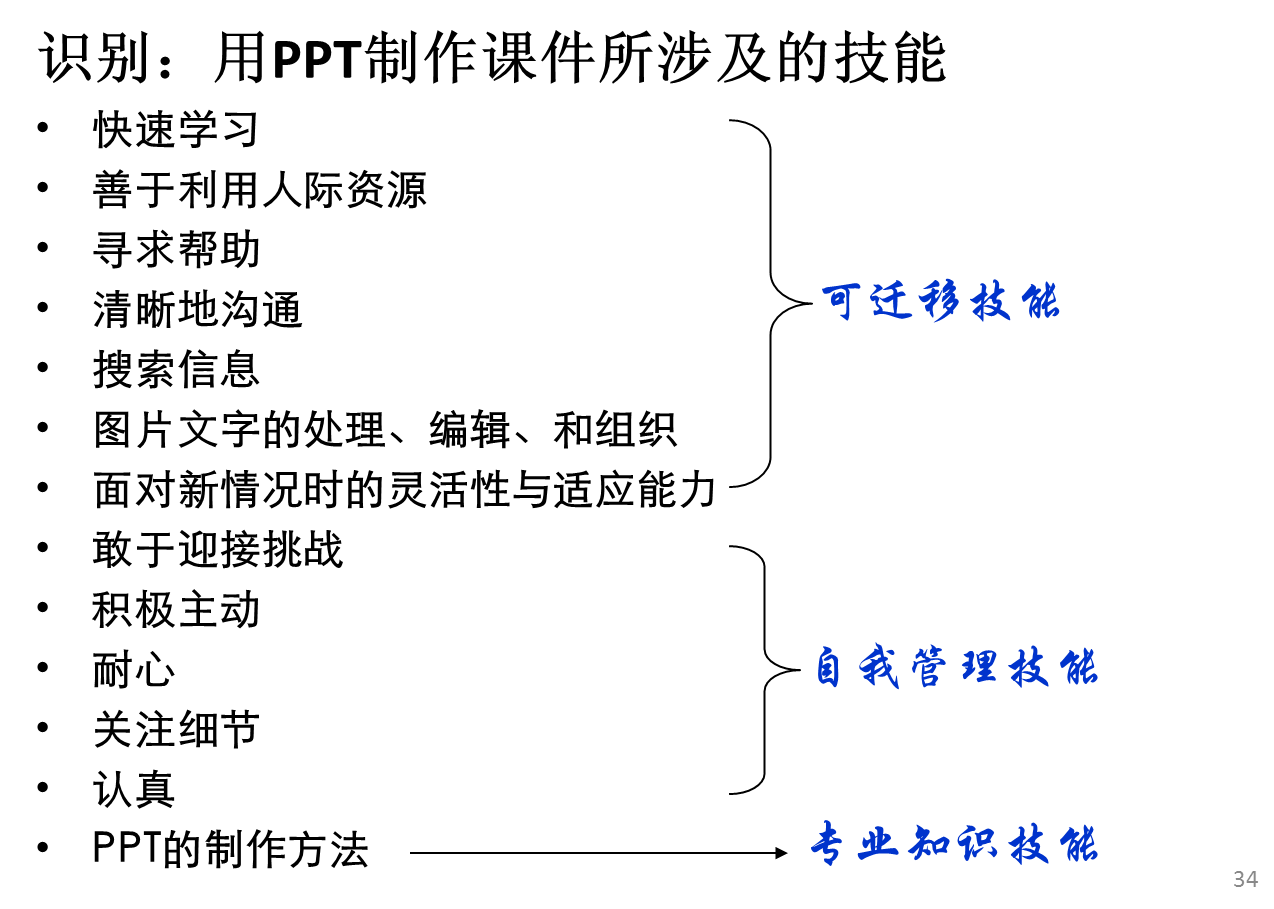 识别：用PPT制作课件所涉及的技能
• 快速学习
• 善于利用人际资源
• 寻求帮助
• 清晰地沟通
• 搜索信息
• 图片文字的处理、编辑、和组织
• 面对新情况时的灵活性与适应能力
可迁移技能
• 敢于迎接挑战
• 积极主动
• 耐心
• 关注细节
• 认真
自我管理技能
• PPT的制作方法
专业知识技能
34